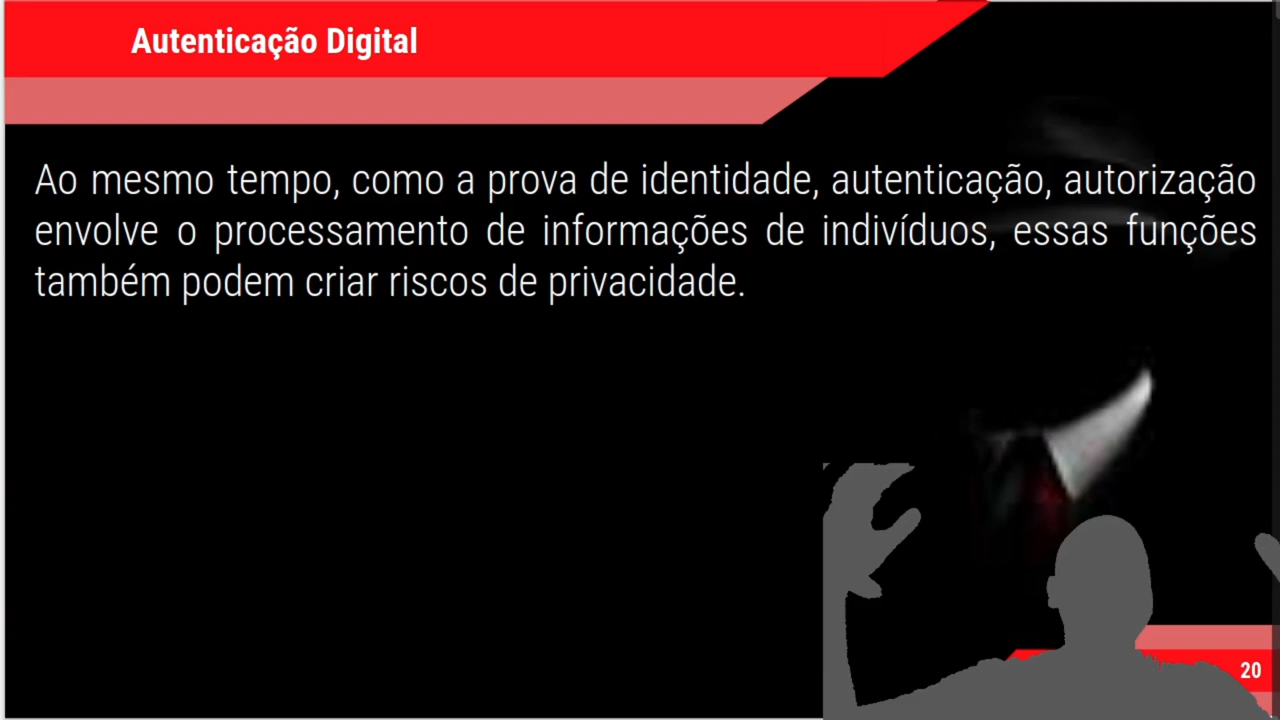 Autenticação Digital
Ao mesmo tempo, como a prova de identidade, autenticação, autorização
envolve o processamento de informações de indivíduos, essas funções
também podem criar riscos de privacidade.
20